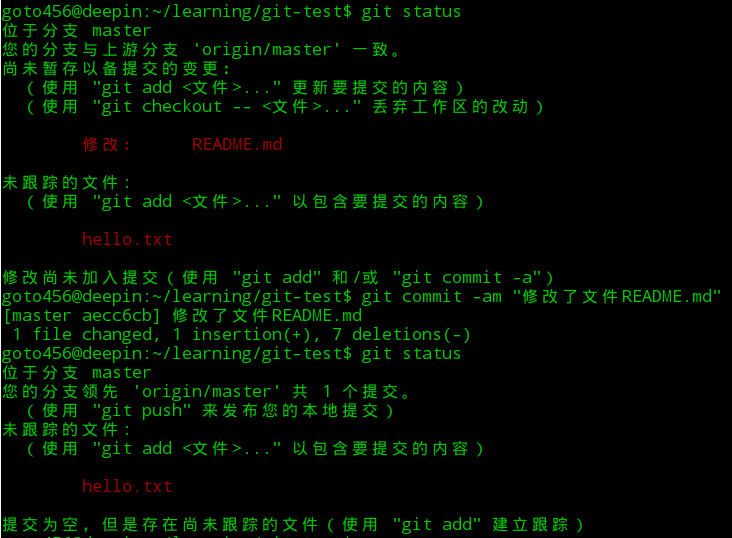 goto456@deepin:~/learning/git-test$ git status
位于分支 master
您的分支与上游分支 'origin/master' 一致。
尚未暂存以备提交的变更：
（使用 "git add <文件>..." 更新要提交的内容）
（使用 "git checkout -- <文件>..." 丢弃工作区的改动）
修改： README.md
未跟踪的文件：
（使用 "git add <文件>..." 以包含要提交的内容）
hello.txt
修改尚未加入提交（使用 "git add" 和/或 "git commit -a"）
goto456@deepin:~/learning/git-test$ git commit -am "修改了文件README.md"
[master aecc6cb] 修改了文件README.md
1 file changed, 1 insertion(+), 7 deletions(-)
goto456@deepin:~/learning/git-test$ git status
位于分支 master
您的分支领先 'origin/master' 共 1 个提交。
（使用 "git push" 来发布您的本地提交）
未跟踪的文件：
（使用 "git add <文件>..." 以包含要提交的内容）
hello.txt
提交为空，但是存在尚未跟踪的文件（使用 "git add" 建立跟踪）